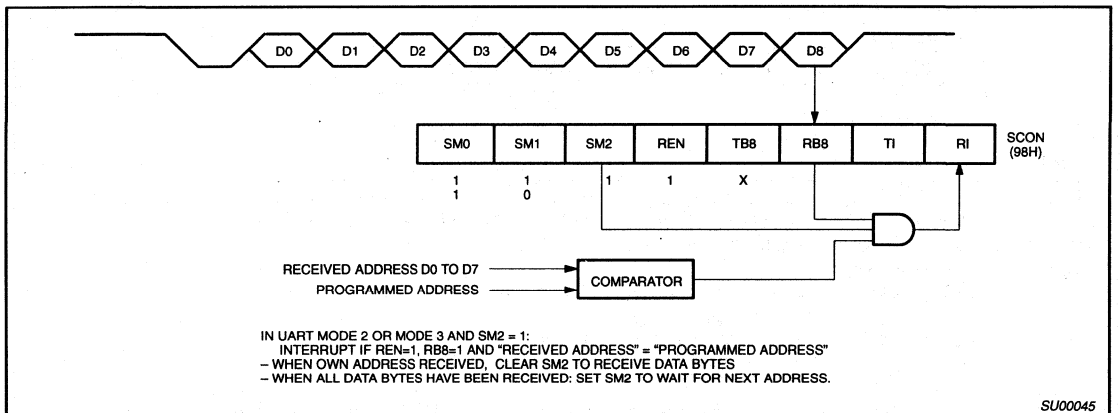 D0 D1 D2 D3 D4 D5 D6 D7 D8
SM0 SM1 SM2 REN TB8 RB8 TI RI
SCON
(98H)
1 1 1 1 X
1 0
RECEIVED ADDRESS D0 TO D7
PROGRAMMED ADDRESS
COMPARATOR
IN UART MODE 2 OR MODE 3 AND SM2 = 1:
INTERRUPT IF REN=1, RB8=1 AND “RECEIVED ADDRESS” = “PROGRAMMED ADDRESS”
– WHEN OWN ADDRESS RECEIVED, CLEAR SM2 TO RECEIVE DATA BYTES
– WHEN ALL DATA BYTES HAVE BEEN RECEIVED: SET SM2 TO WAIT FOR NEXT ADDRESS.
SU00045